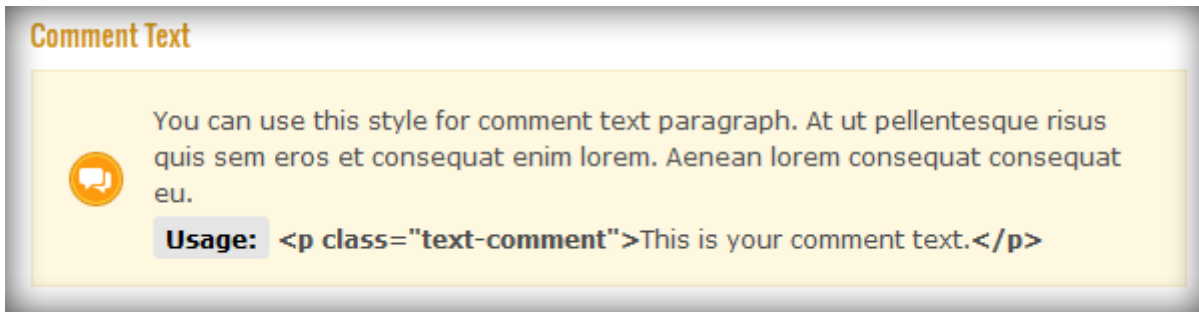 Comment Text
You can use this style for comment text paragraph. At ut pellentesque risus
quis sem eros et consequat enim lorem. Aenean lorem consequat consequat
eu.
Usage: <p class="text-comment">This is your comment text.</p>